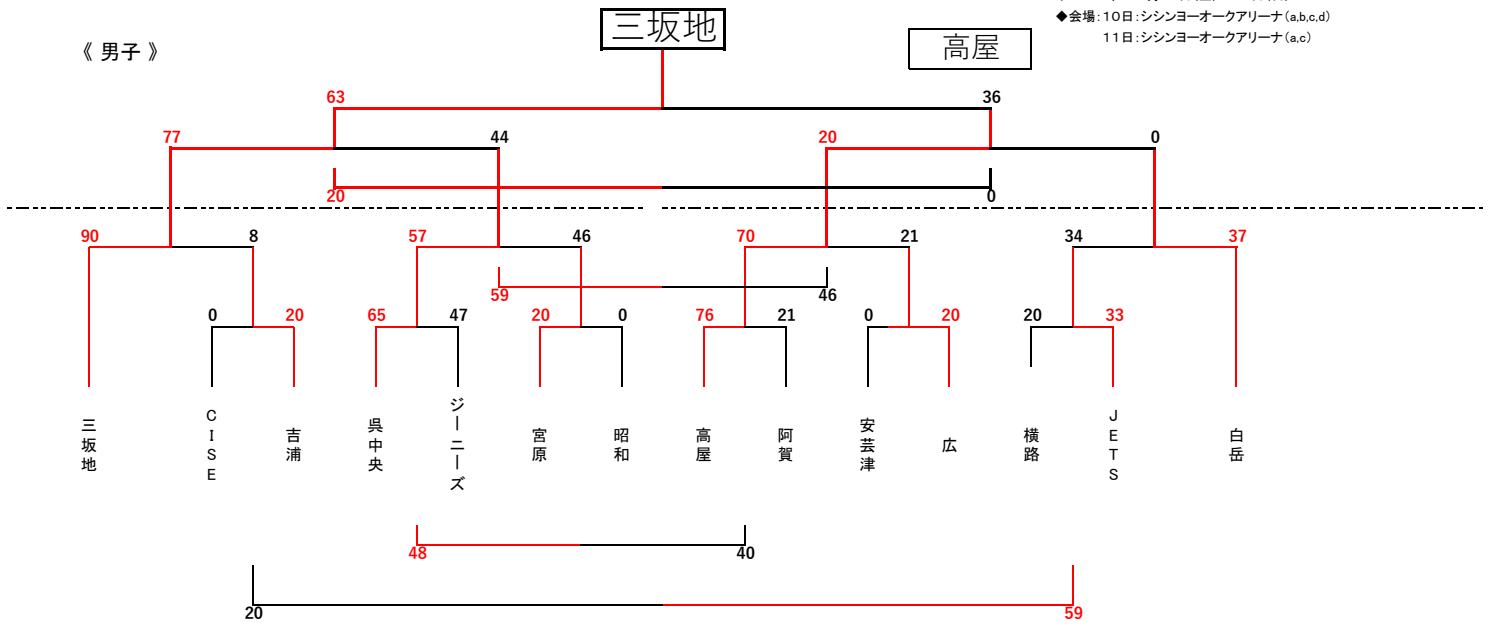 ◆会場:10日:シシンヨーオークアリーナ(a,b,c,d)
11日:シシンヨーオークアリーナ(a,c)
《 男子 》
三坂地
高屋
63
36
77
44
20
0
20
0
90
8
57
46
70
21
34
37
59
46
0
20
65
47
20
0
76
21
0
20
20
33
三坂地
CISE
吉浦
呉中央
ジーニーズ
宮原
昭和
高屋
阿賀
安芸津
広
横路
JETS
白岳
48
40
20
59